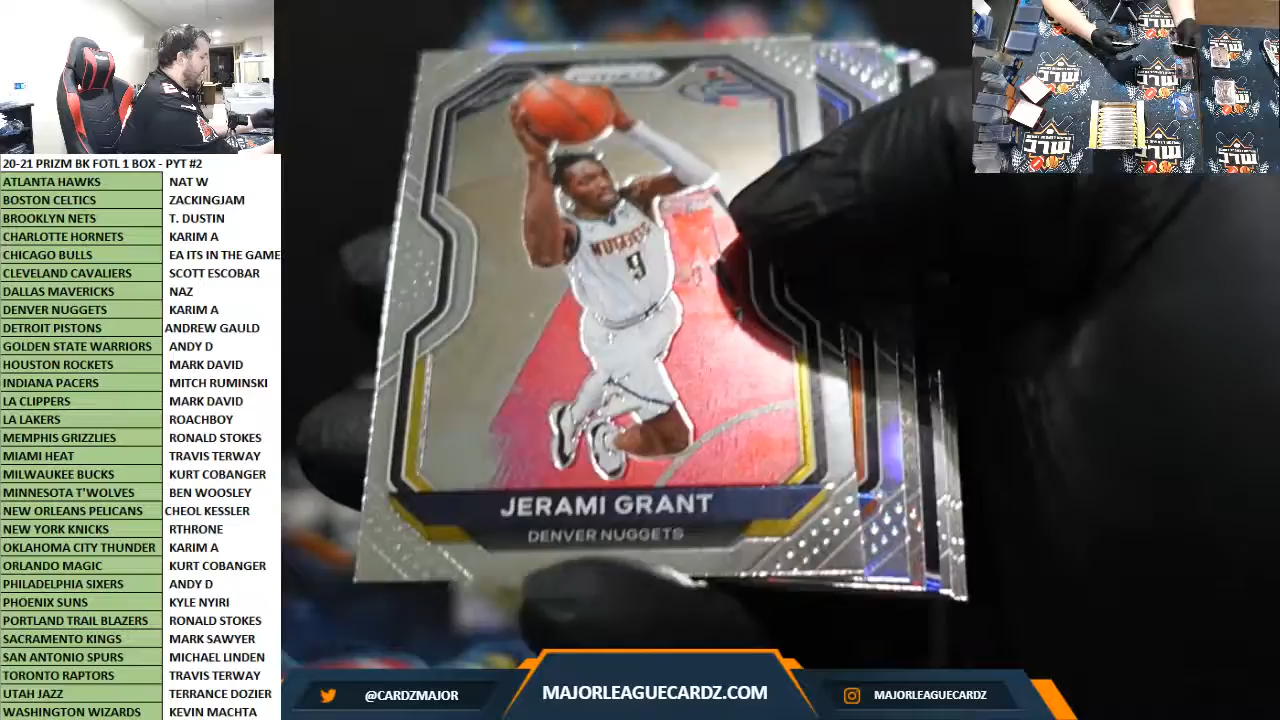 20-21 PRIZM BK FOTL 1 BOX - PYT #2
ATLANTA HAWKS NAT W
BOSTON CELTICS ZACKINGJAM
BROOKLYN NETS T. DUSTIN
CHARLOTTE HORNETS KARIM A
CHICAGO BULLS EA ITS IN THE GAME
CLEVELAND CAVALIERS SCOTT ESCOBAR
DALLAS MAVERICKS NAZ
DENVER NUGGETS KARIM A
DETROIT PISTONS ANDREW GAULD
GOLDEN STATE WARRIORS ANDY D
HOUSTON ROCKETS MARK DAVID
INDIANA PACERS MITCH RUMINSKI
LA CLIPPERS MARK DAVID
LA LAKERS ROACHBOY
MEMPHIS GRIZZLIES RONALD STOKES
MIAMI HEAT TRAVIS TERWAY
MILWAUKEE BUCKS KURT COBANGER
MINNESOTA T'WOLVES BEN WOOSLEY
NEW ORLEANS PELICANS CHEOL KESSLER
NEW YORK KNICKS RTHRONE
OKLAHOMA CITY THUNDER KARIM A
ORLANDO MAGIC KURT COBANGER
PHILADELPHIA SIXERS ANDY D
PHOENIX SUNS KYLE NYIRI
PORTLAND TRAIL BLAZERS RONALD STOKES
SACRAMENTO KINGS MARK SAWYER
SAN ANTONIO SPURS MICHAEL LINDEN
TORONTO RAPTORS TRAVIS TERWAY
UTAH JAZZ TERRANCE DOZIER
WASHINGTON WIZARDS KEVIN MACHTA
NUGGETS
9
JERAMI GRANT
DENVER NUGGETS
@CARDZMAJOR
MAJORLEAGUECARDZ.COM
MAJORLEAGUECARDZ